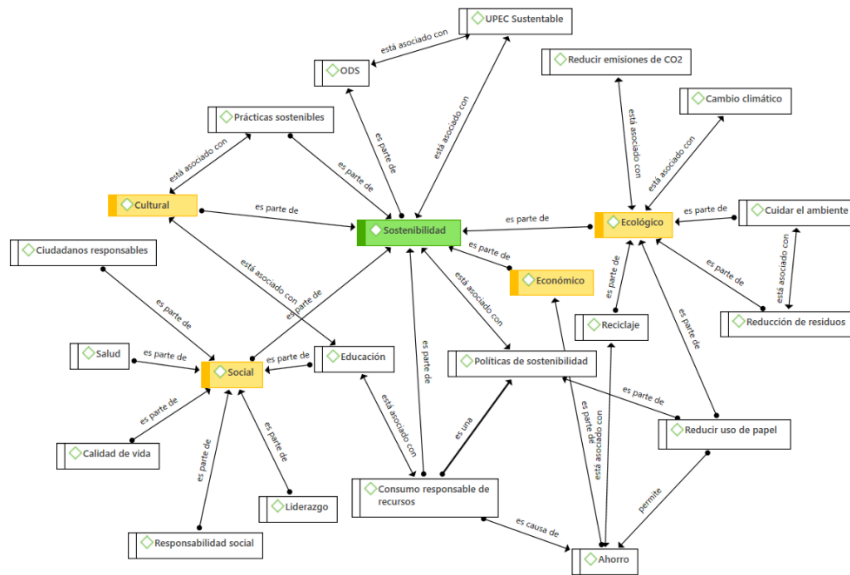 UPEC Sustentable
está asociado con
ODS
Reducir emisiones de CO2
Cambio climático
Prácticas sostenibles
está asociado con
es parte de
está asociado con
está asociado con
está asociado con
es parte de
Cultural
es parte de
Sostenibilidad
es parte de
Ecológico
es parte de
Cuidar el ambiente
Ciudadanos responsables
es parte de
Económico
está asociado con
es parte de
está asociado con
es parte de
es parte de
está asociado con
Reciclaje
Reducción de residuos
es parte de
Salud
es parte de
Social
es parte de
Educación
es parte de
Políticas de sostenibilidad
es parte de
es parte de
Calidad de vida
es parte de
es parte de
es parte de
está asociado con
es una
es parte de
está asociado con
Reducir uso de papel
Liderazgo
Consumo responsable de
recursos
permite
Responsabilidad social
es causa de
Ahorro